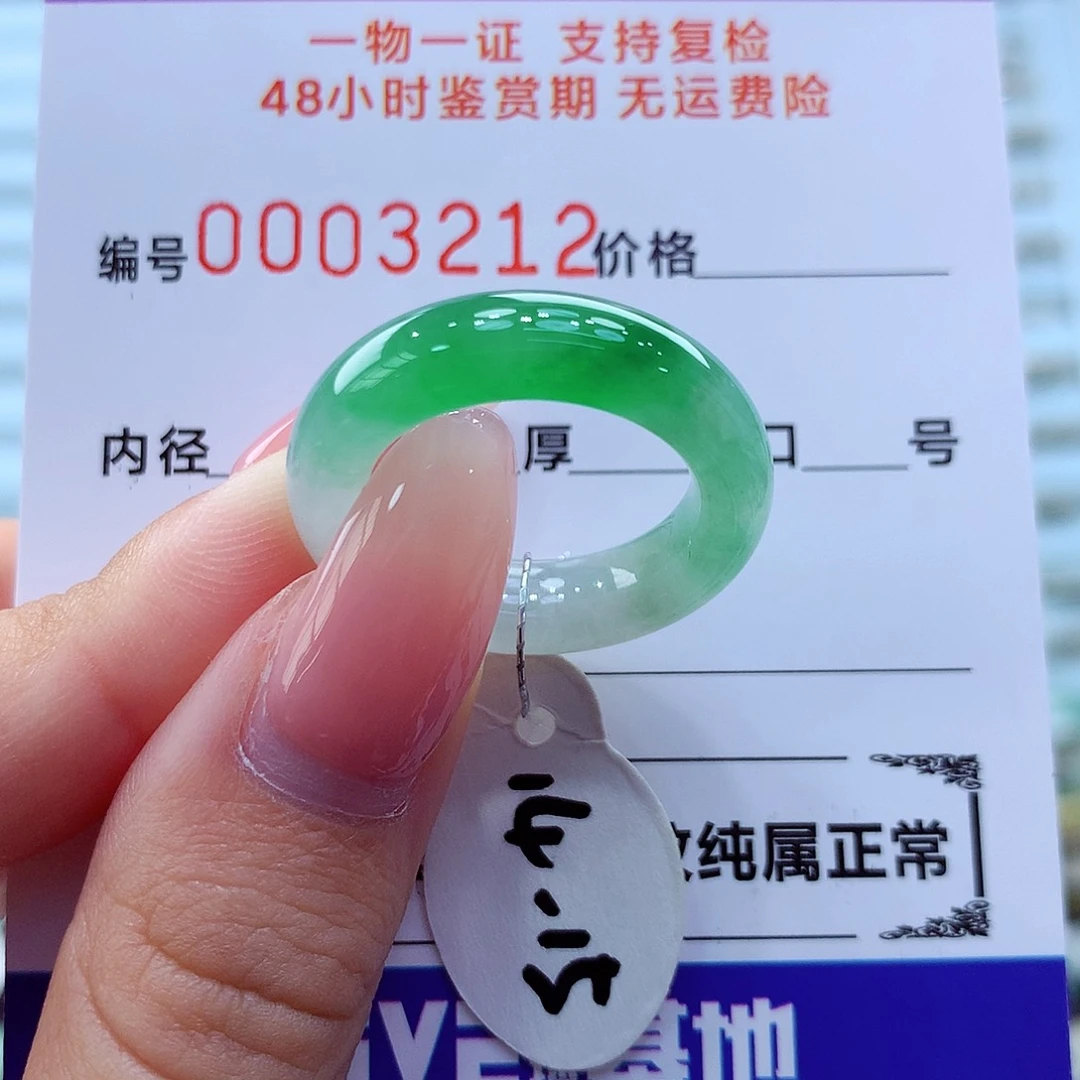 一物一证 支持复检
48小时鉴赏期 无运费险
编号0003212价格
内径 厚 口 号
纯属正常
基地